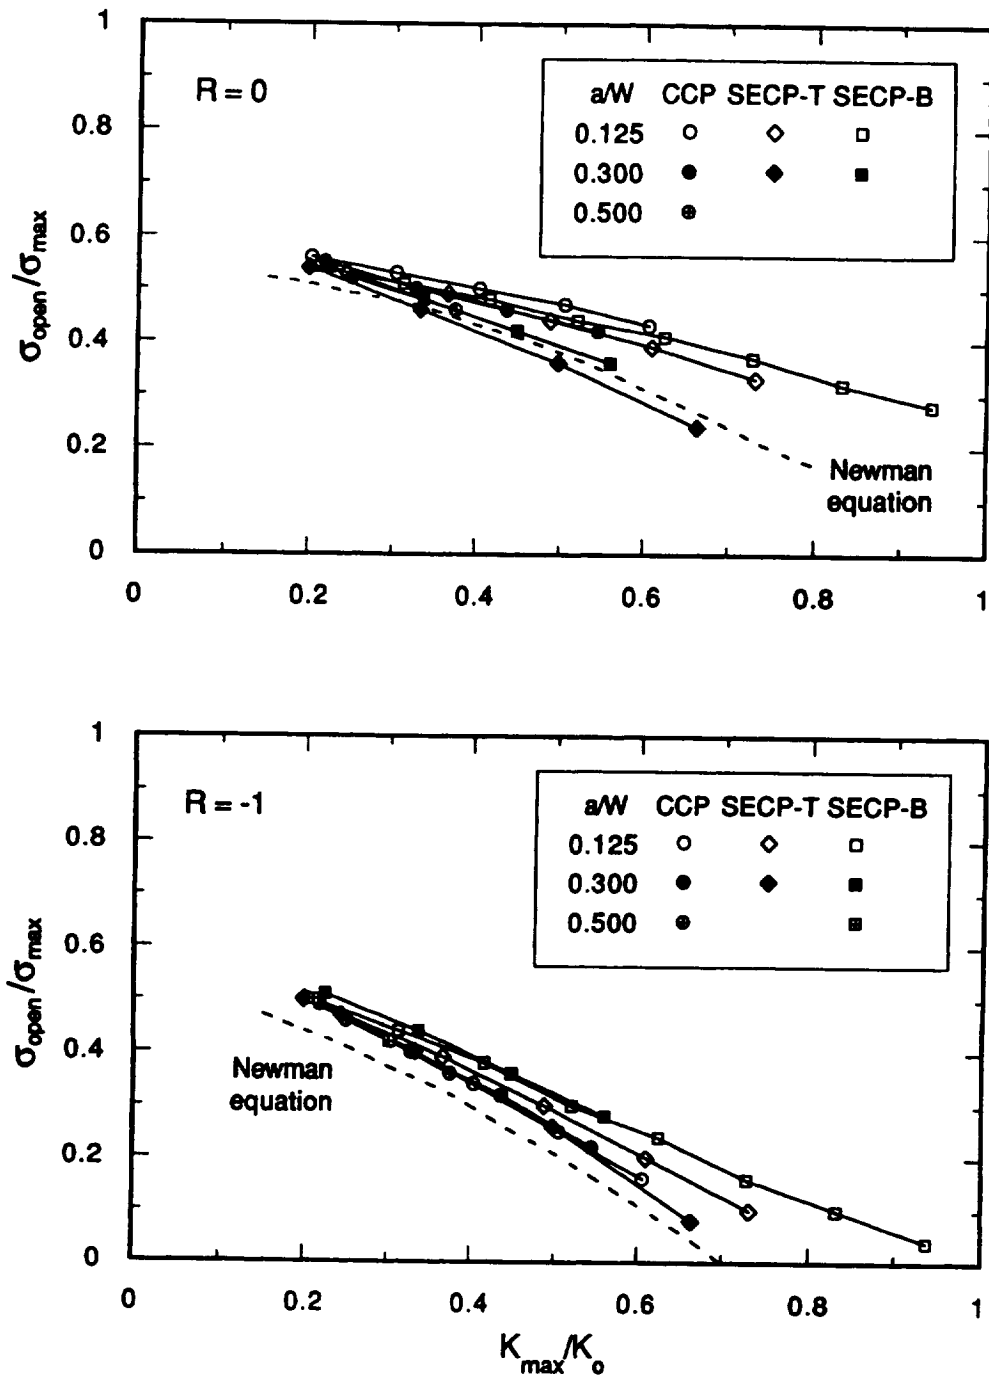 1
R = 0
a/W CCP SECP-T SECP-B
0.125
0.300
0.500
0.8
0.6
0.4
0.2
0
σopen/σmax
Newman
equation
0 0.2 0.4 0.6 0.8 1
1
R = -1
a/W CCP SECP-T SECP-B
0.125
0.300
0.500
0.8
0.6
0.4
0.2
0
σopen/σmax
Newman
equation
0 0.2 0.4 0.6 0.8 1
Kmax/Ko